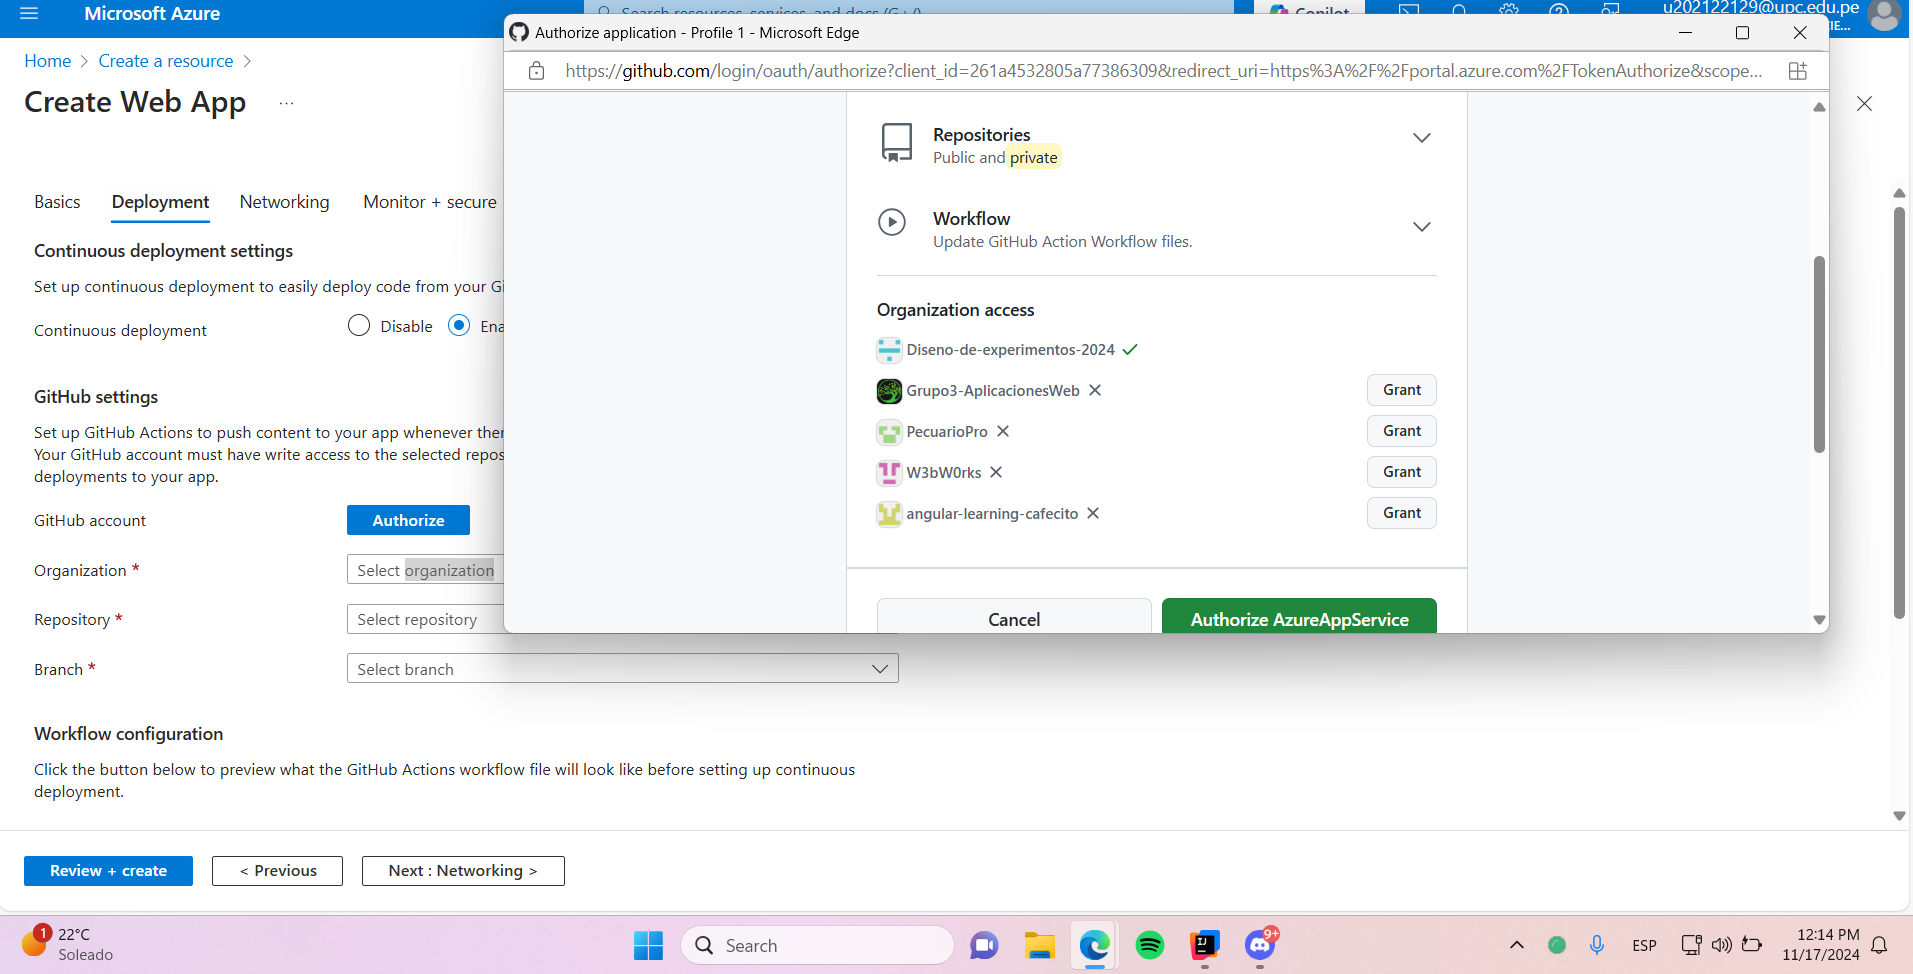 Microsoft Azure
Search resources, services, and docs (G+/)
Copilot
u202122129@upc.edu.pe
Home > Create a resource >
Create Web App
...
Basics
Deployment
Networking
Monitor + secure
Continuous deployment settings
Set up continuous deployment to easily deploy code from your Gi
Continuous deployment
Disable
Ena
GitHub settings
Set up GitHub Actions to push content to your app whenever ther
Your GitHub account must have write access to the selected repos
deployments to your app.
GitHub account
Authorize
Organization *
Select organization
Repository *
Select repository
Branch *
Select branch
Workflow configuration
Click the button below to preview what the GitHub Actions workflow file will look like before setting up continuous
deployment.
Review + create
< Previous
Next : Networking >
Authorize application - Profile 1 - Microsoft Edge
https://github.com/login/oauth/authorize?client_id=261a4532805a77386309&redirect_uri=https%3A%2F%2Fportal.azure.com%2FTokenAuthorize&scope...
Repositories
Public and private
Workflow
Update GitHub Action Workflow files.
Organization access
Diseno-de-experimentos-2024
Grupo3-AplicacionesWeb
Grant
PecuarioPro
Grant
W3bW0rks
Grant
angular-learning-cafecito
Grant
Cancel
Authorize AzureAppService
1
22°C
Soleado
Search
9+
ESP
12:14 PM
11/17/2024